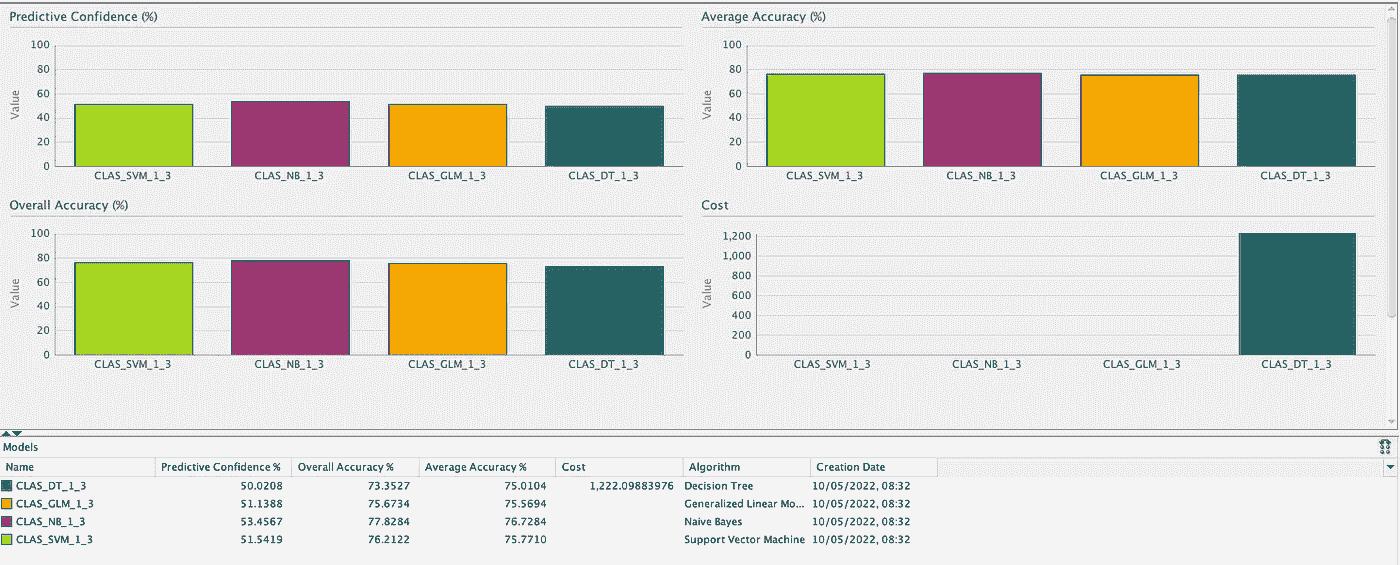 Predictive Confidence (%)
100
80
60
40
20
0
Value
CLAS_SVM_1_3 CLAS_NB_1_3 CLAS_GLM_1_3 CLAS_DT_1_3
Average Accuracy (%)
100
80
60
40
20
0
Value
CLAS_SVM_1_3 CLAS_NB_1_3 CLAS_GLM_1_3 CLAS_DT_1_3
Overall Accuracy (%)
100
80
60
40
20
0
Value
CLAS_SVM_1_3 CLAS_NB_1_3 CLAS_GLM_1_3 CLAS_DT_1_3
Cost
1,200
1,000
800
600
400
200
0
Value
CLAS_SVM_1_3 CLAS_NB_1_3 CLAS_GLM_1_3 CLAS_DT_1_3
Models
Name Predictive Confidence % Overall Accuracy % Average Accuracy % Cost Algorithm Creation Date
CLAS_DT_1_3 50.0208 73.3527 75.0104 1,222.09883976 Decision Tree 10/05/2022, 08:32
CLAS_GLM_1_3 51.1388 75.6734 75.5694 Generalized Linear Mo... 10/05/2022, 08:32
CLAS_NB_1_3 53.4567 77.8284 76.7284 Naive Bayes 10/05/2022, 08:32
CLAS_SVM_1_3 51.5419 76.2122 75.7710 Support Vector Machine 10/05/2022, 08:32